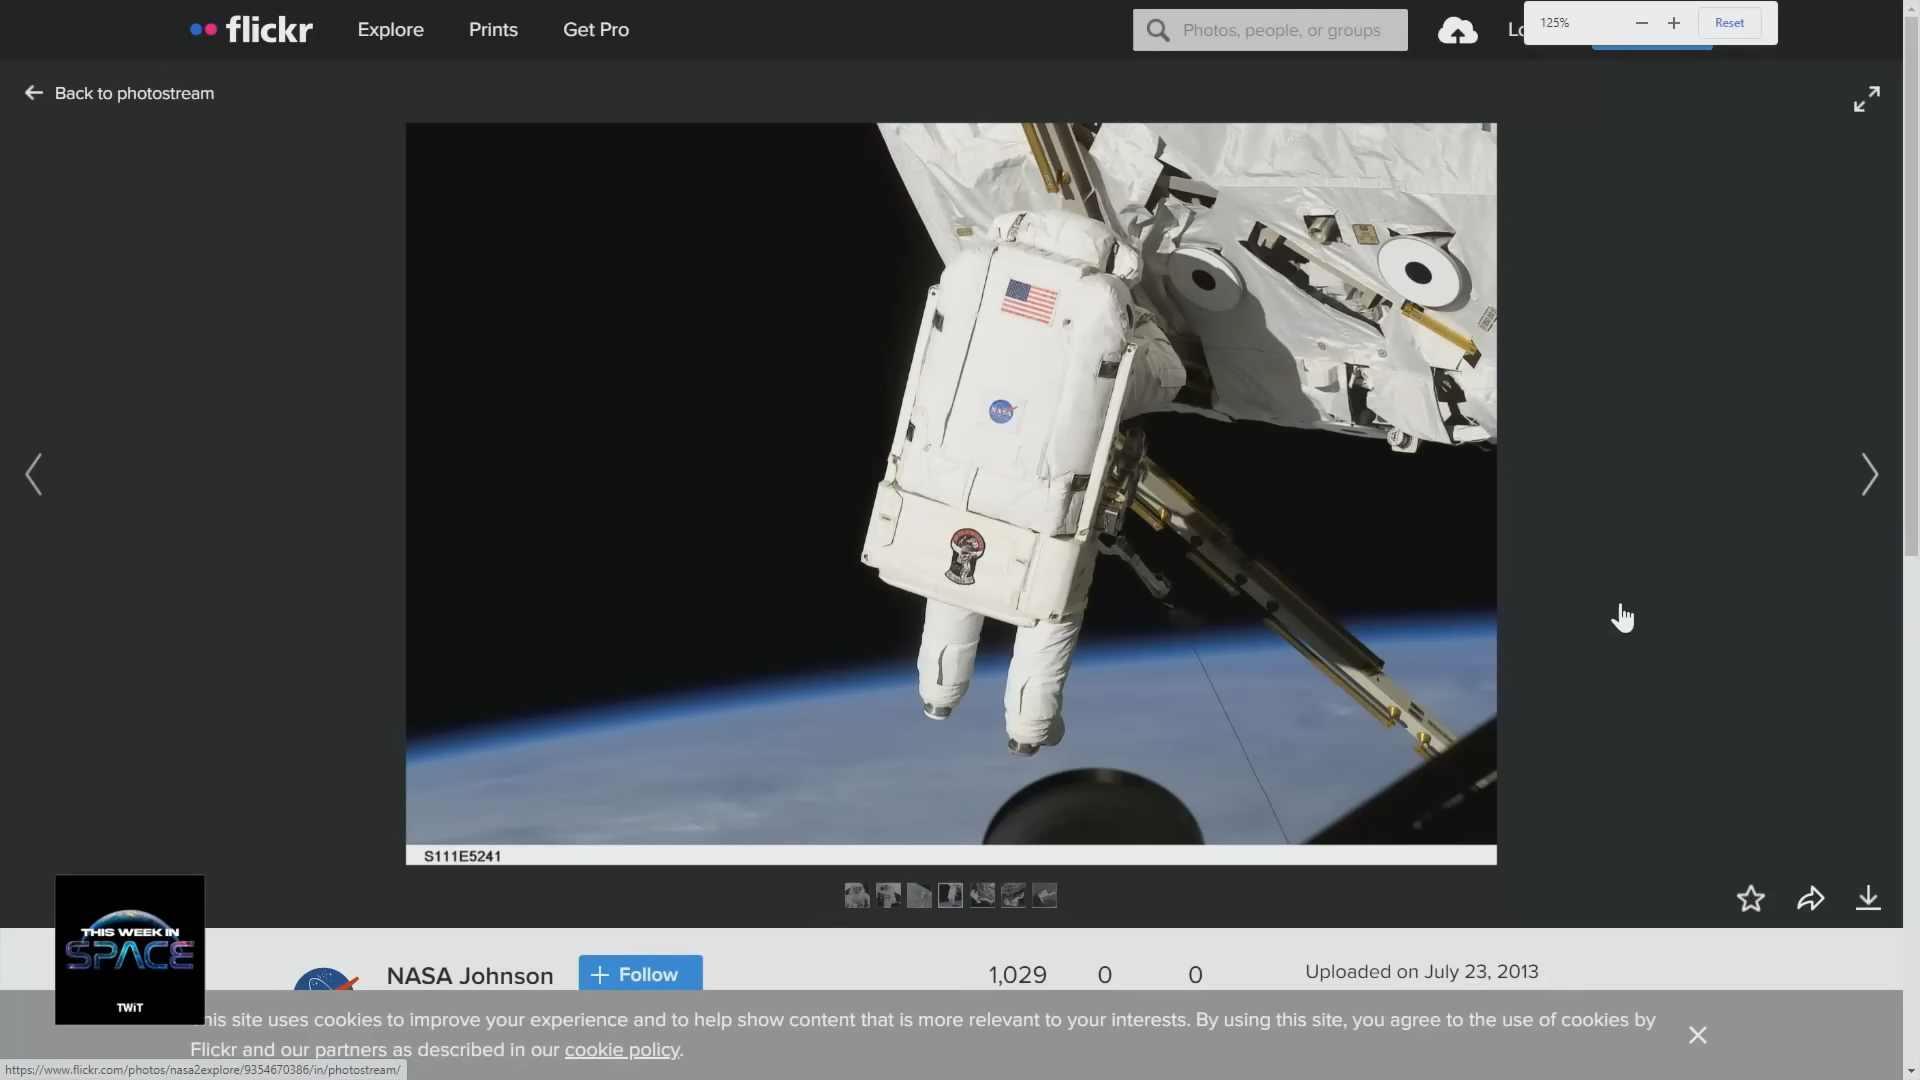 flickr
Explore
Prints
Get Pro
Photos, people, or groups
125%
Reset
Back to photostream
NASA
S111E5241
THIS WEEK IN
SPACE
TWiT
NASA Johnson
+ Follow
1,029
0
0
Uploaded on July 23, 2013
This site uses cookies to improve your experience and to help show content that is more relevant to your interests. By using this site, you agree to the use of cookies by
Flickr and our partners as described in our cookie policy.
https://www.flickr.com/photos/nasa2explore/9354670386/in/photostream/